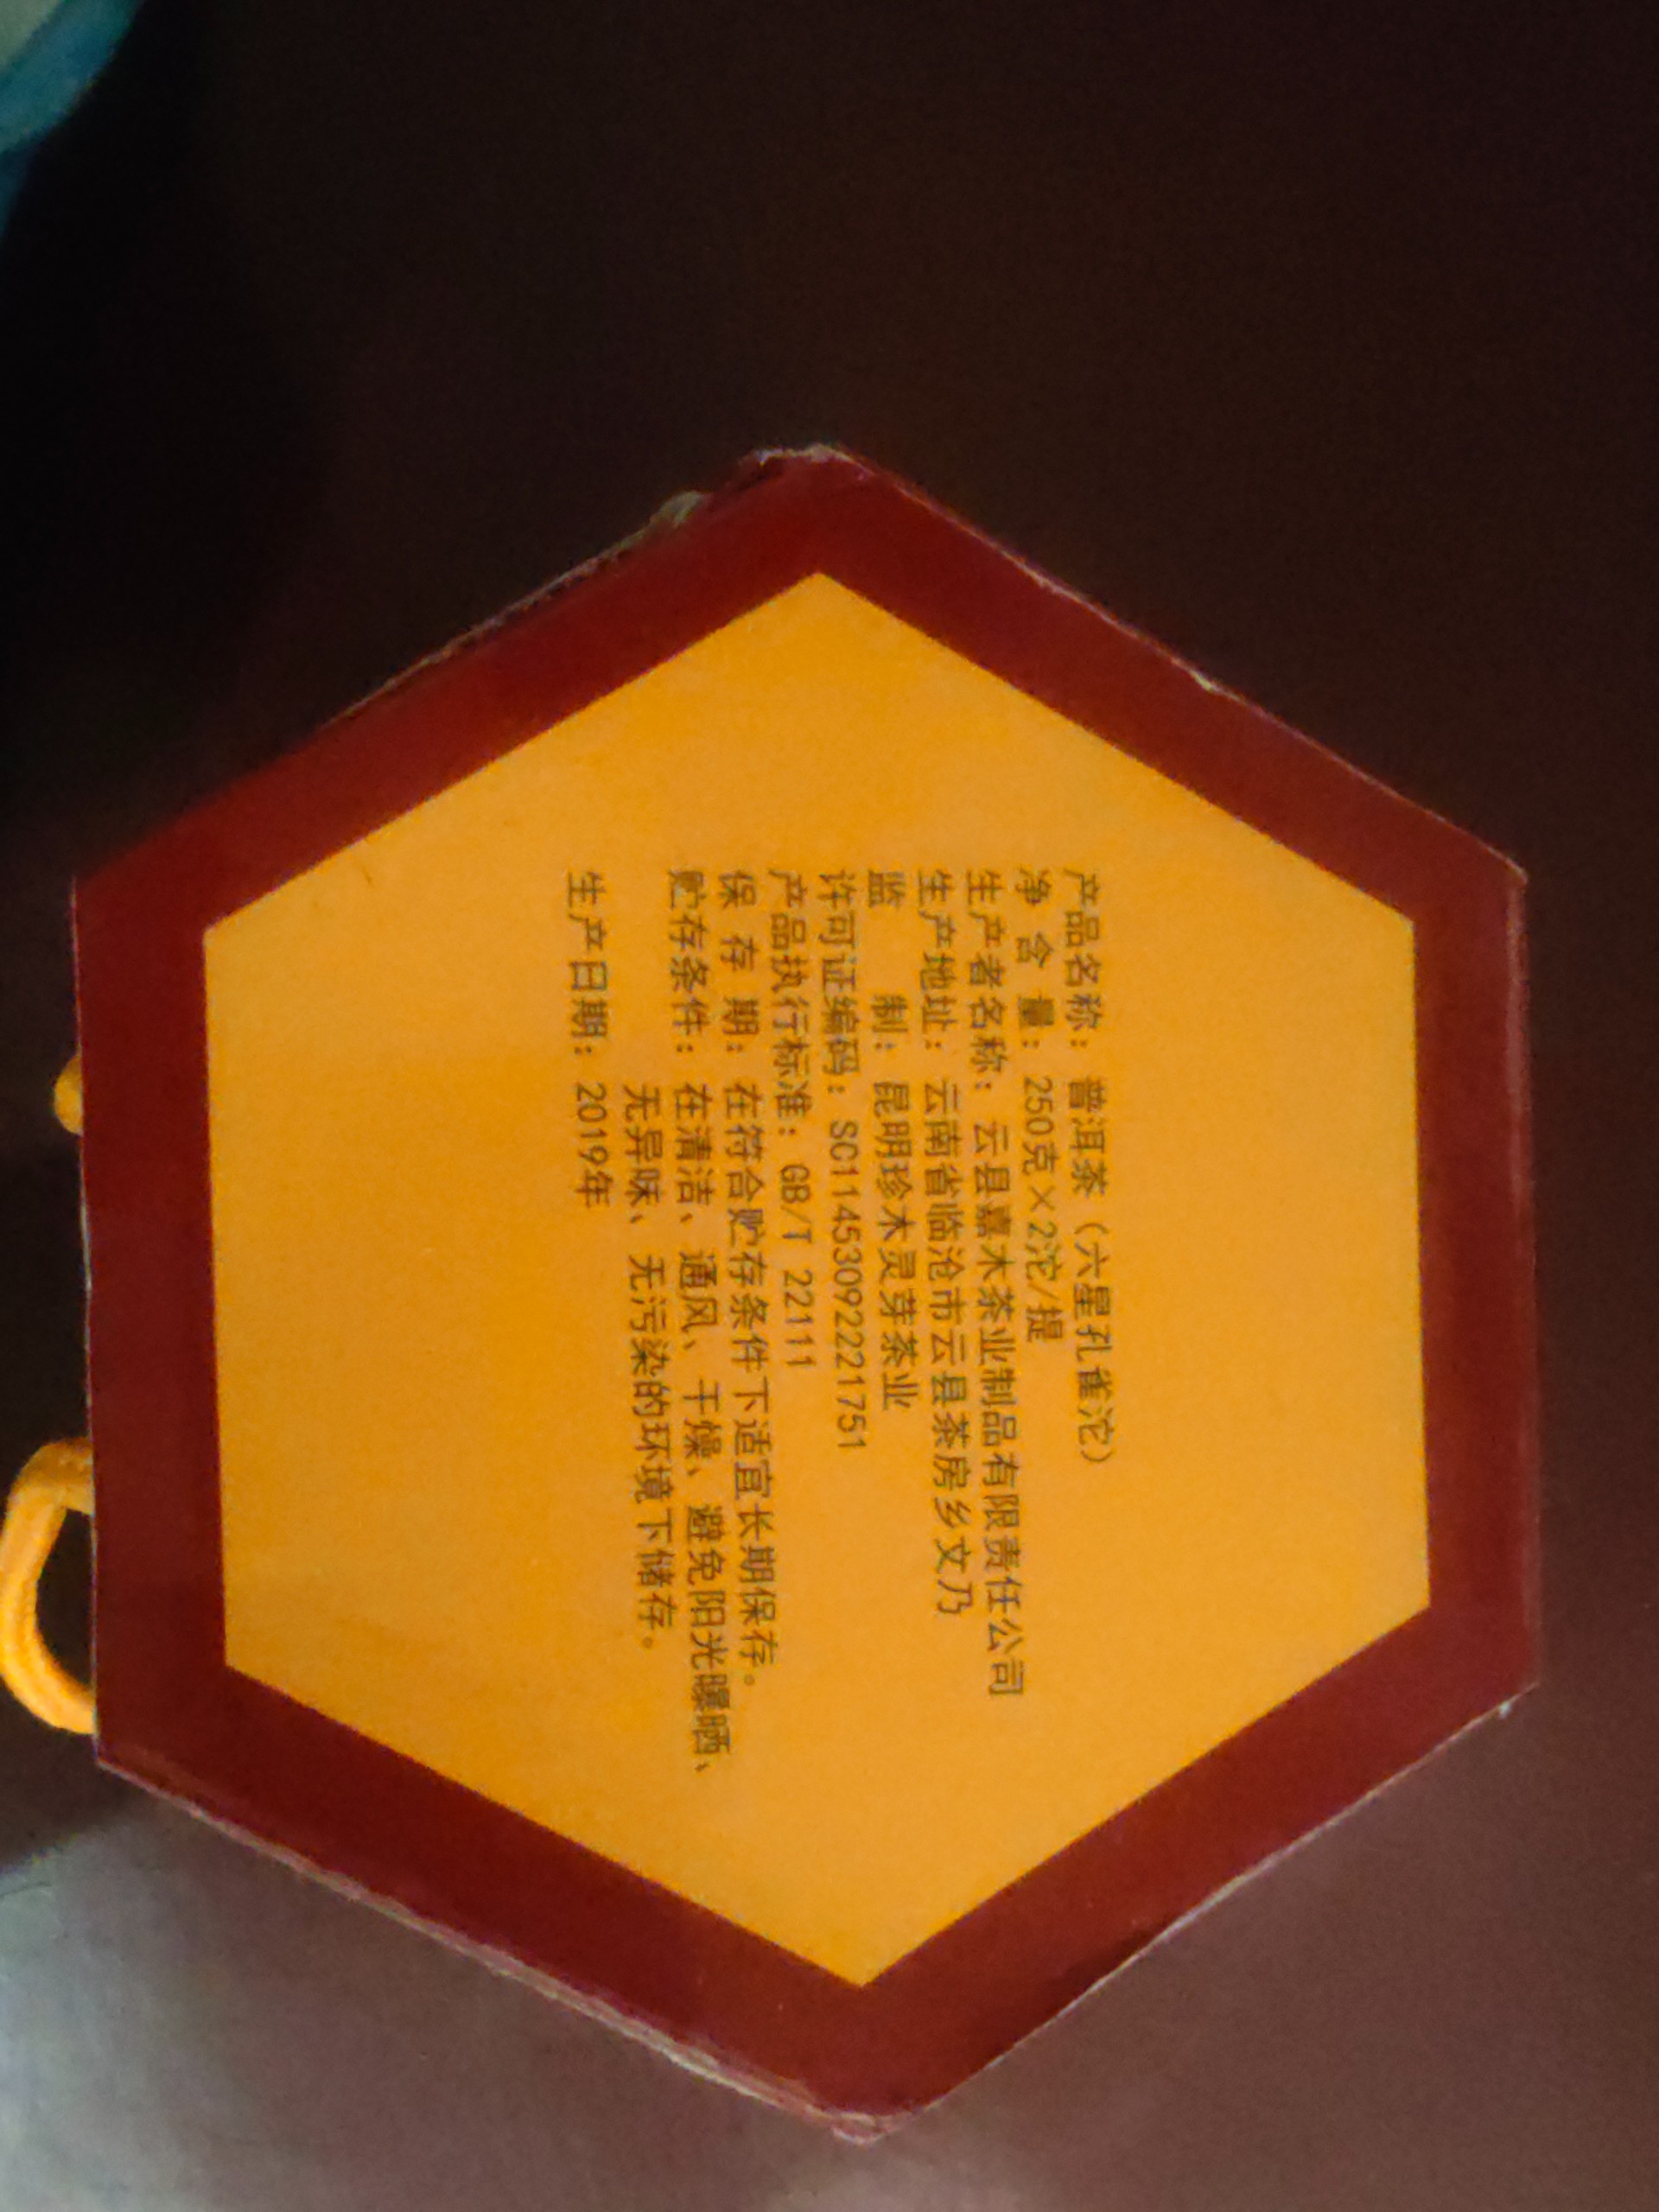 产品名称：普洱茶（六星孔雀沱）
净 含 量：250克×2沱/提
生产者名称：云县嘉木茶业制品有限责任公司
生产地址：云南省临沧市云县茶房乡文乃
监 制：昆明珍木灵芽茶业
许可证编码：SC11453092221751
产品执行标准：GB/T 22111
保 存 期：在符合贮存条件下适宜长期保存。
贮存条件：在清洁、通风、干燥、避免阳光曝晒、
无异味、无污染的环境下储存。
生产日期：2019年